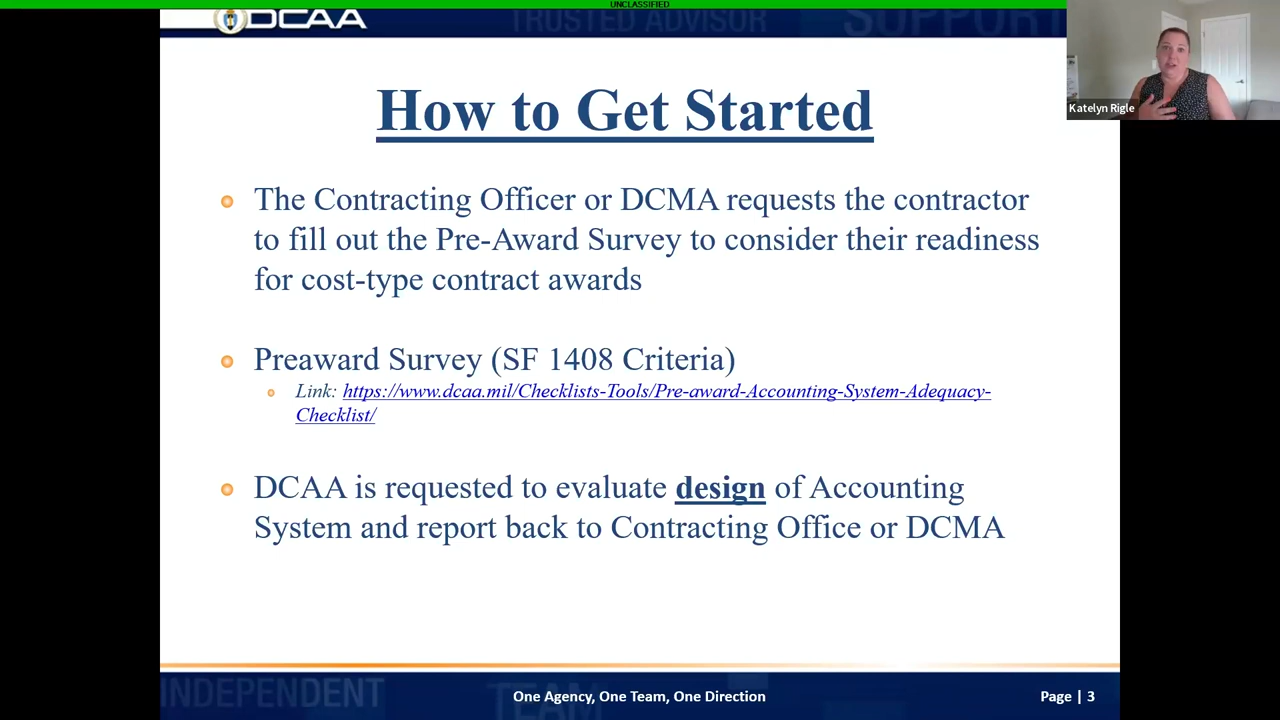 UNCLASSIFIED
DCAA
TRUSTED ADVISOR
SUPPORT
Katelyn Rigle
How to Get Started
The Contracting Officer or DCMA requests the contractor
to fill out the Pre-Award Survey to consider their readiness
for cost-type contract awards
Preaward Survey (SF 1408 Criteria)
Link: https://www.dcaa.mil/Checklists-Tools/Pre-award-Accounting-System-Adequacy-
Checklist/
DCAA is requested to evaluate design of Accounting
System and report back to Contracting Office or DCMA
INDEPENDENT
TEAM
One Agency, One Team, One Direction
Page | 3